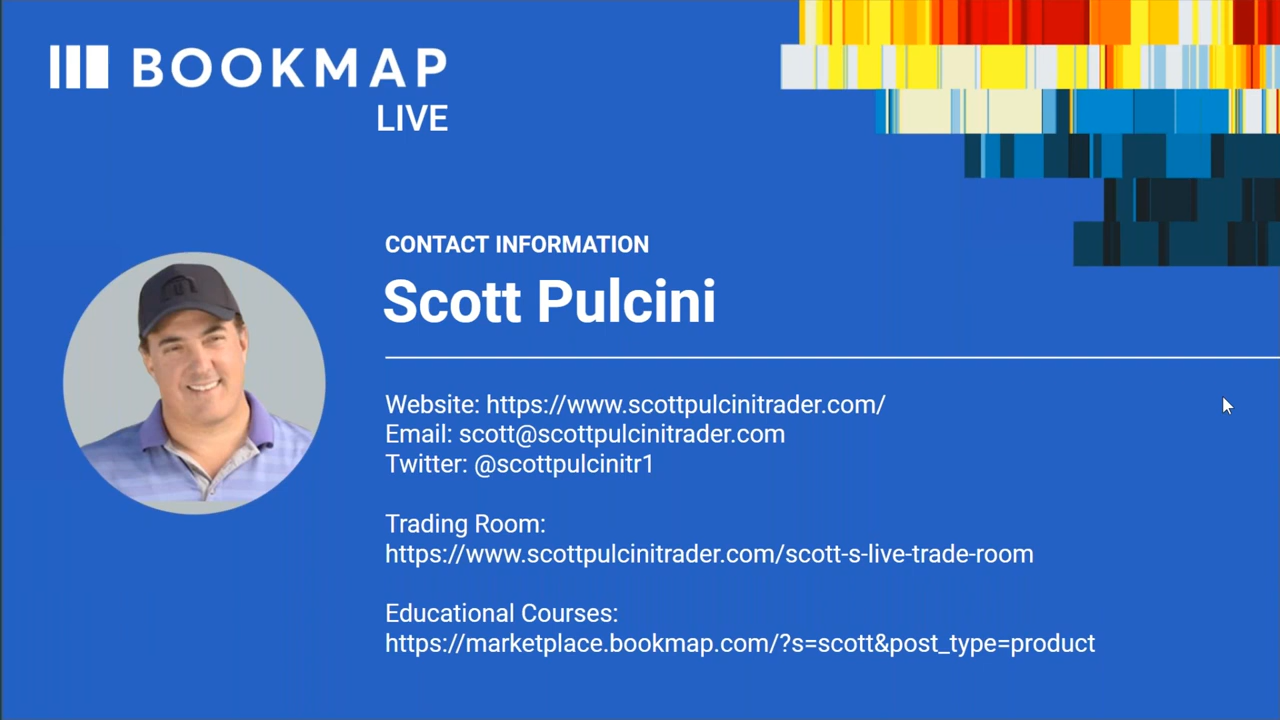 BOOKMAP
LIVE
CONTACT INFORMATION
Scott Pulcini
Website: https://www.scottpulcinitrader.com/
Email: scott@scottpulcinitrader.com
Twitter: @scottpulcinitr1
Trading Room:
https://www.scottpulcinitrader.com/scott-s-live-trade-room
Educational Courses:
https://marketplace.bookmap.com/?s=scott&post_type=product